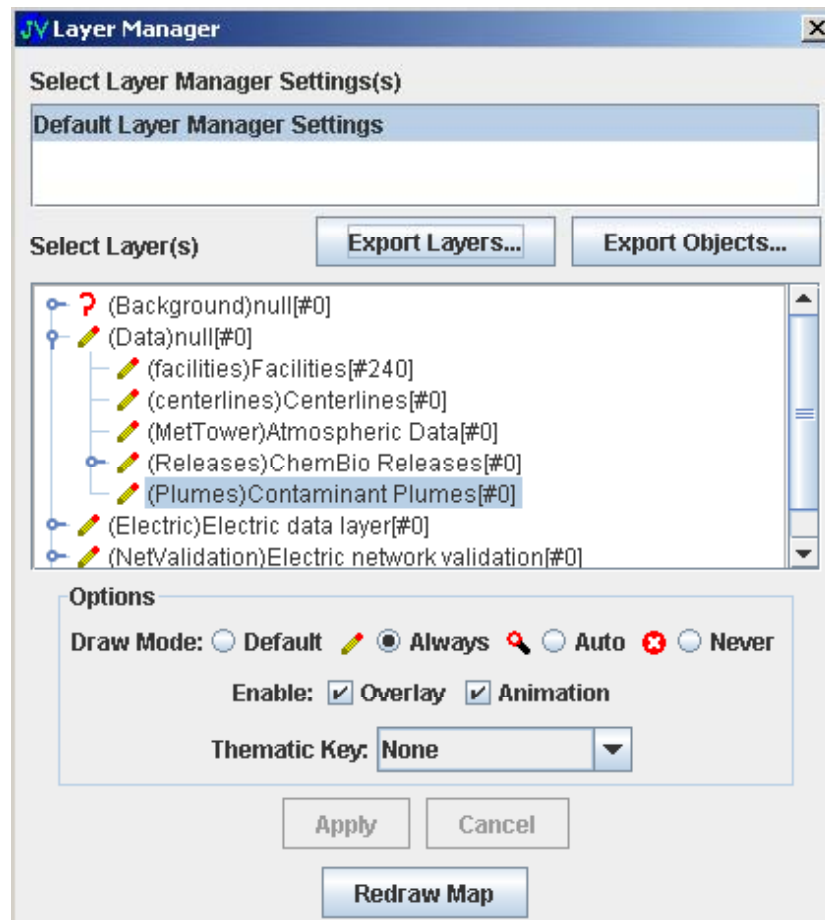 JV Layer Manager
Select Layer Manager Settings(s)
Default Layer Manager Settings
Select Layer(s) Export Layers... Export Objects...
(Background)null[#0]
(Data)null[#0]
(facilities)Facilities[#240]
(centerlines)Centerlines[#0]
(MetTower)Atmospheric Data[#0]
(Releases)ChemBio Releases[#0]
(Plumes)Contaminant Plumes[#0]
(Electric)Electric data layer[#0]
(NetValidation)Electric network validation[#0]
Options
Draw Mode: Default Always Auto Never
Enable: Overlay Animation
Thematic Key: None
Apply Cancel
Redraw Map